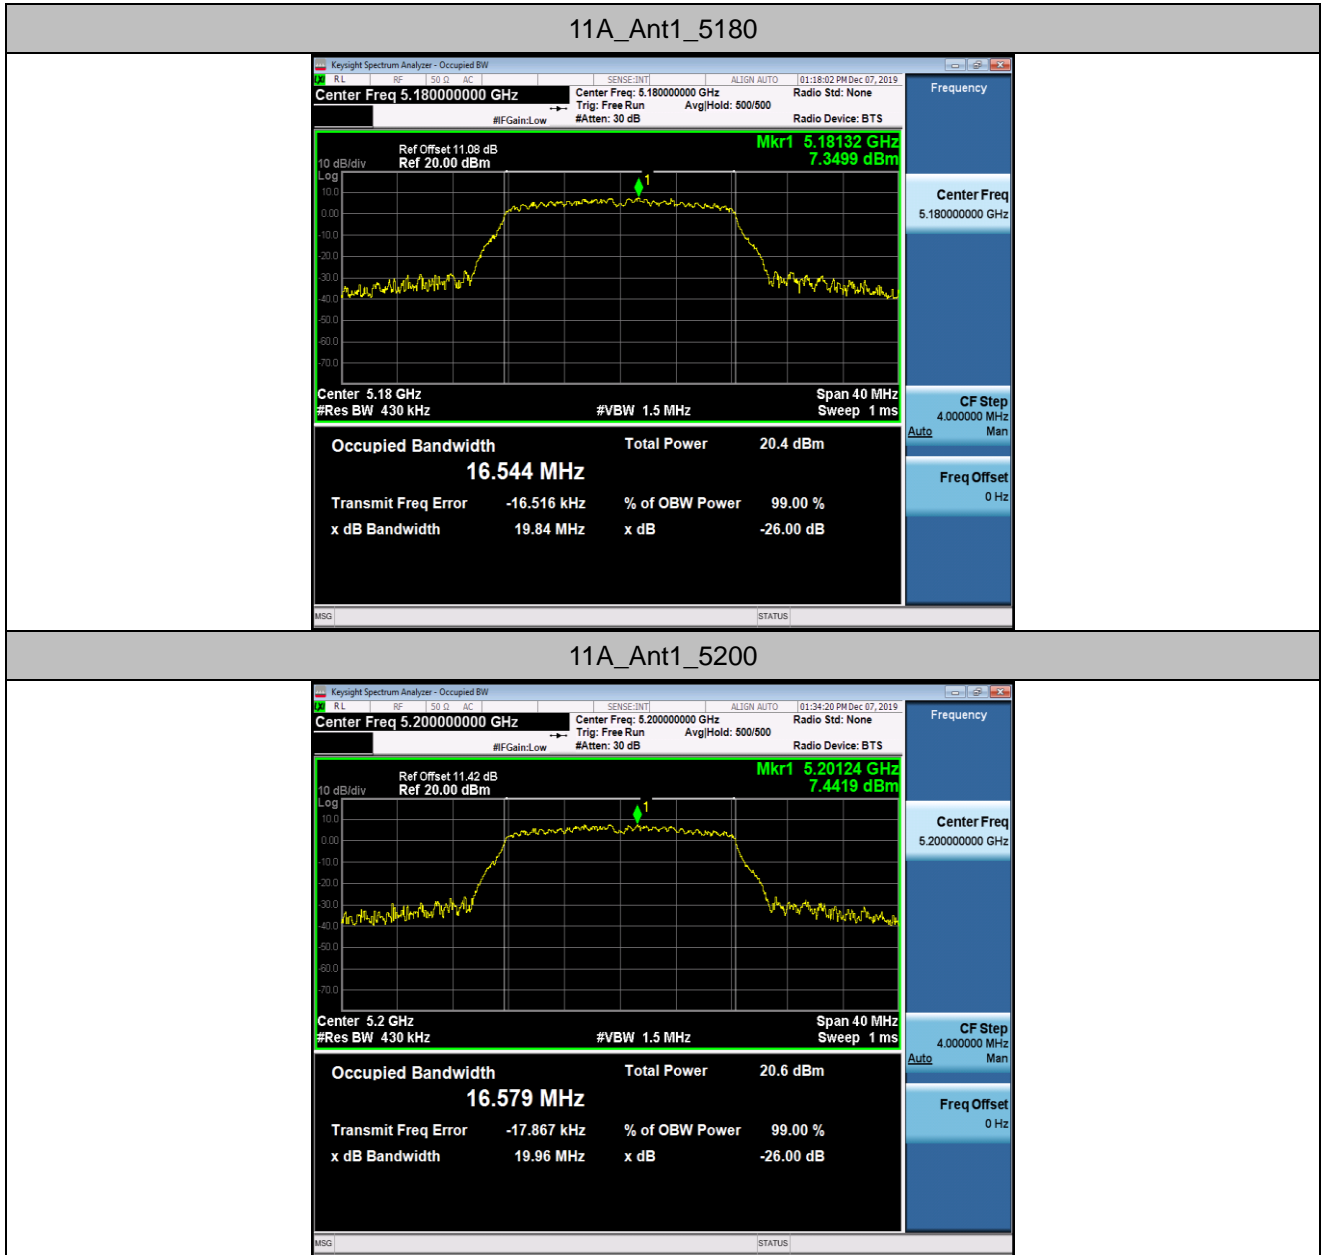 11A_Ant1_5180
Keysight Spectrum Analyzer - Occupied BW
RL RF 50 Ω AC SENSE:INT ALIGN AUTO 01:18:02 PM Dec 07, 2019
Center Freq 5.180000000 GHz
Center Freq: 5.180000000 GHz Radio Std: None
Trig: Free Run Avg|Hold: 500/500
#IFGain:Low #Atten: 30 dB Radio Device: BTS
Frequency
Mkr1 5.18132 GHz
7.3499 dBm
Ref Offset 11.08 dB
10 dB/div Ref 20.00 dBm
Log
10.0
0.00
-10.0
-20.0
-30.0
-40.0
-50.0
-60.0
-70.0
1
Center 5.18 GHz Span 40 MHz
#Res BW 430 kHz #VBW 1.5 MHz Sweep 1 ms
Center Freq
5.180000000 GHz
CF Step
4.000000 MHz
Auto Man
Freq Offset
0 Hz
Occupied Bandwidth Total Power 20.4 dBm
16.544 MHz
Transmit Freq Error -16.516 kHz % of OBW Power 99.00 %
x dB Bandwidth 19.84 MHz x dB -26.00 dB
MSG STATUS
11A_Ant1_5200
Keysight Spectrum Analyzer - Occupied BW
RL RF 50 Ω AC SENSE:INT ALIGN AUTO 01:34:20 PM Dec 07, 2019
Center Freq 5.200000000 GHz
Center Freq: 5.200000000 GHz Radio Std: None
Trig: Free Run Avg|Hold: 500/500
#IFGain:Low #Atten: 30 dB Radio Device: BTS
Frequency
Mkr1 5.20124 GHz
7.4419 dBm
Ref Offset 11.42 dB
10 dB/div Ref 20.00 dBm
Log
10.0
0.00
-10.0
-20.0
-30.0
-40.0
-50.0
-60.0
-70.0
1
Center 5.2 GHz Span 40 MHz
#Res BW 430 kHz #VBW 1.5 MHz Sweep 1 ms
Center Freq
5.200000000 GHz
CF Step
4.000000 MHz
Auto Man
Freq Offset
0 Hz
Occupied Bandwidth Total Power 20.6 dBm
16.579 MHz
Transmit Freq Error -17.867 kHz % of OBW Power 99.00 %
x dB Bandwidth 19.96 MHz x dB -26.00 dB
MSG STATUS